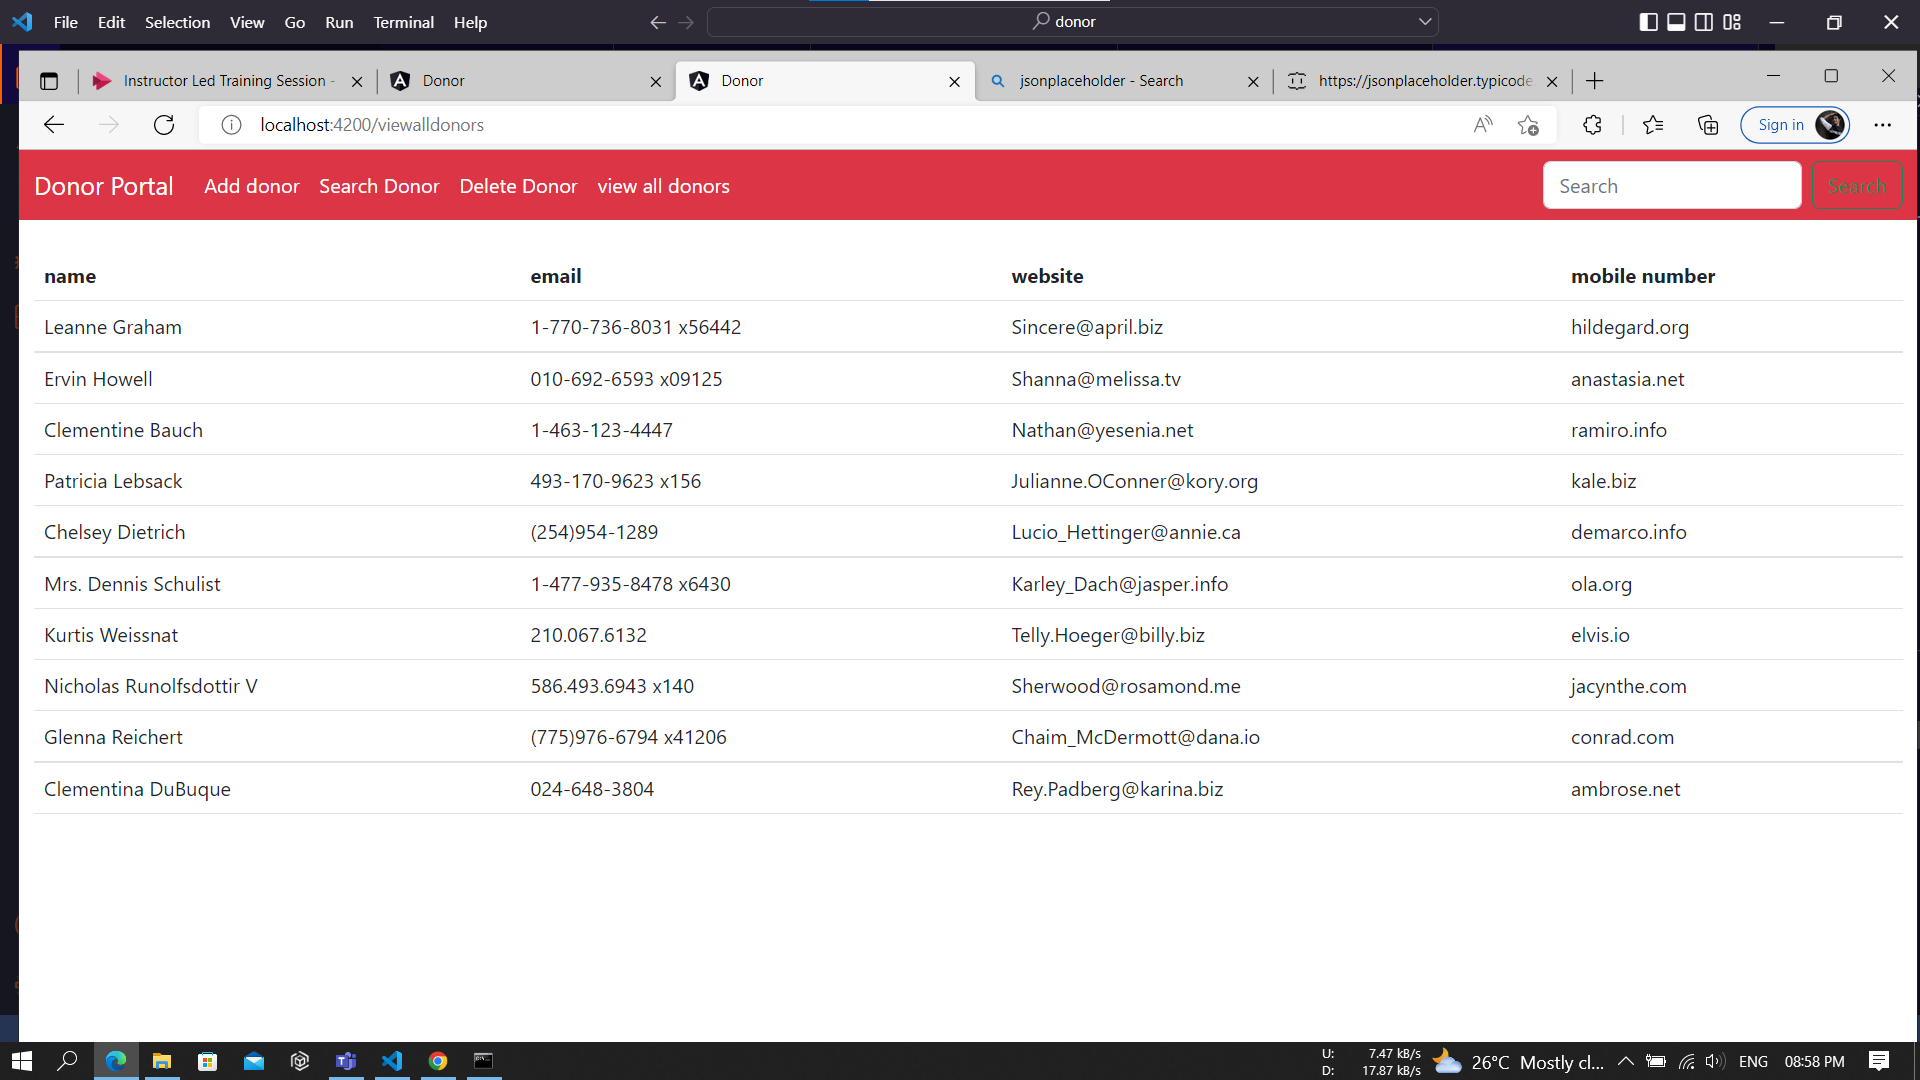 File Edit Selection View Go Run Terminal Help donor
Instructor Led Training Session - Donor Donor jsonplaceholder - Search https://jsonplaceholder.typicode
localhost:4200/viewalldonors Sign in
Donor Portal Add donor Search Donor Delete Donor view all donors Search Search
name email website mobile number
Leanne Graham 1-770-736-8031 x56442 Sincere@april.biz hildegard.org
Ervin Howell 010-692-6593 x09125 Shanna@melissa.tv anastasia.net
Clementine Bauch 1-463-123-4447 Nathan@yesenia.net ramiro.info
Patricia Lebsack 493-170-9623 x156 Julianne.OConner@kory.org kale.biz
Chelsey Dietrich (254)954-1289 Lucio_Hettinger@annie.ca demarco.info
Mrs. Dennis Schulist 1-477-935-8478 x6430 Karley_Dach@jasper.info ola.org
Kurtis Weissnat 210.067.6132 Telly.Hoeger@billy.biz elvis.io
Nicholas Runolfsdottir V 586.493.6943 x140 Sherwood@rosamond.me jacynthe.com
Glenna Reichert (775)976-6794 x41206 Chaim_McDermott@dana.io conrad.com
Clementina DuBuque 024-648-3804 Rey.Padberg@karina.biz ambrose.net
U: 7.47 kB/s
D: 17.87 kB/s
26°C Mostly cl... ENG 08:58 PM